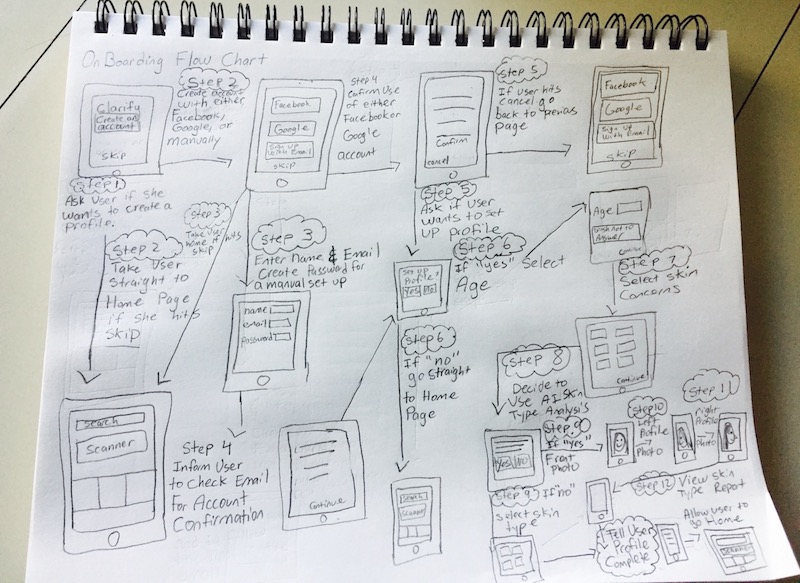 OnBoarding Flow Chart
Clarify
Create an
account
skip
Step 2
Create account
with either
Facebook,
Google, or
manually
Facebook
Google
Sign up
With Email
skip
Step 4
Confirm Use
of either
Facebook or
Google
account
Confirm
cancel
Step 5
If user hits
cancel go
back to previous
page
Facebook
Google
Sign up
With Email
skip
Step 1
Ask User if she
wants to create a
profile.
Step 2
Take User
Straight to
Home Page
if she hits
skip
Step 3
Take User
Home if hits
skip
Step 3
Enter Name & Email
Create Password for
a manual set up
name
email
password
Step 5
Ask if user
wants to set
up profile
Set up
Profile?
Yes No
Step 6
If "yes" Select
Age
Age
Wish not to
Answer
continue
Step 7
Select skin
Concerns
Continue
Step 6
If "no"
go Straight
to Home
Page
Step 8
Decide to
Use AI Skin
Type Analysis
Search
Scanner
Step 4
Inform User
to Check Email
For Account
Confirmation
Continue
Search
Scanner
Yes No
Step 9
If "yes"
Front
Photo
Step 10
Left
Profile
Photo
Step 11
right
Profile
Photo
Step 12 View Skin
Type Report
Step 9 If "no"
Select skin
type
Tell User
Profile
Complete
Allow user to
go Home
Scanner